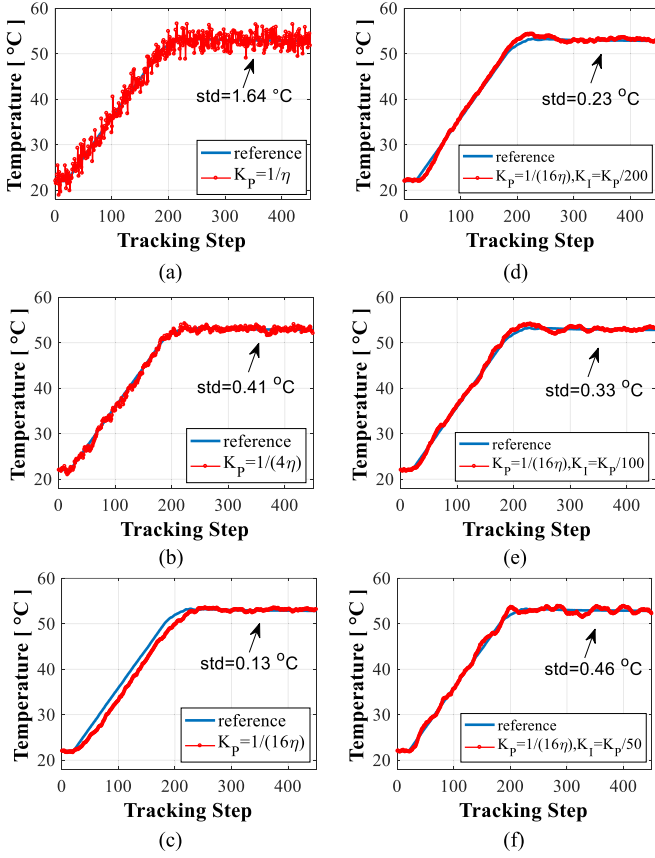 60
50
40
30
20
Temperature [ °C]
std=1.64 °C
reference
K_P=1/η
0 100 200 300 400
Tracking Step
(a)
60
50
40
30
20
Temperature [ °C]
std=0.23 °C
reference
K_P=1/(16η),K_I=K_P/200
0 200 400
Tracking Step
(d)
60
50
40
30
20
Temperature [ °C]
std=0.41 °C
reference
K_P=1/(4η)
0 100 200 300 400
Tracking Step
(b)
60
50
40
30
20
Temperature [ °C]
std=0.33 °C
reference
K_P=1/(16η),K_I=K_P/100
0 200 400
Tracking Step
(e)
60
50
40
30
20
Temperature [ °C]
std=0.13 °C
reference
K_P=1/(16η)
0 100 200 300 400
Tracking Step
(c)
60
50
40
30
20
Temperature [ °C]
std=0.46 °C
reference
K_P=1/(16η),K_I=K_P/50
0 200 400
Tracking Step
(f)